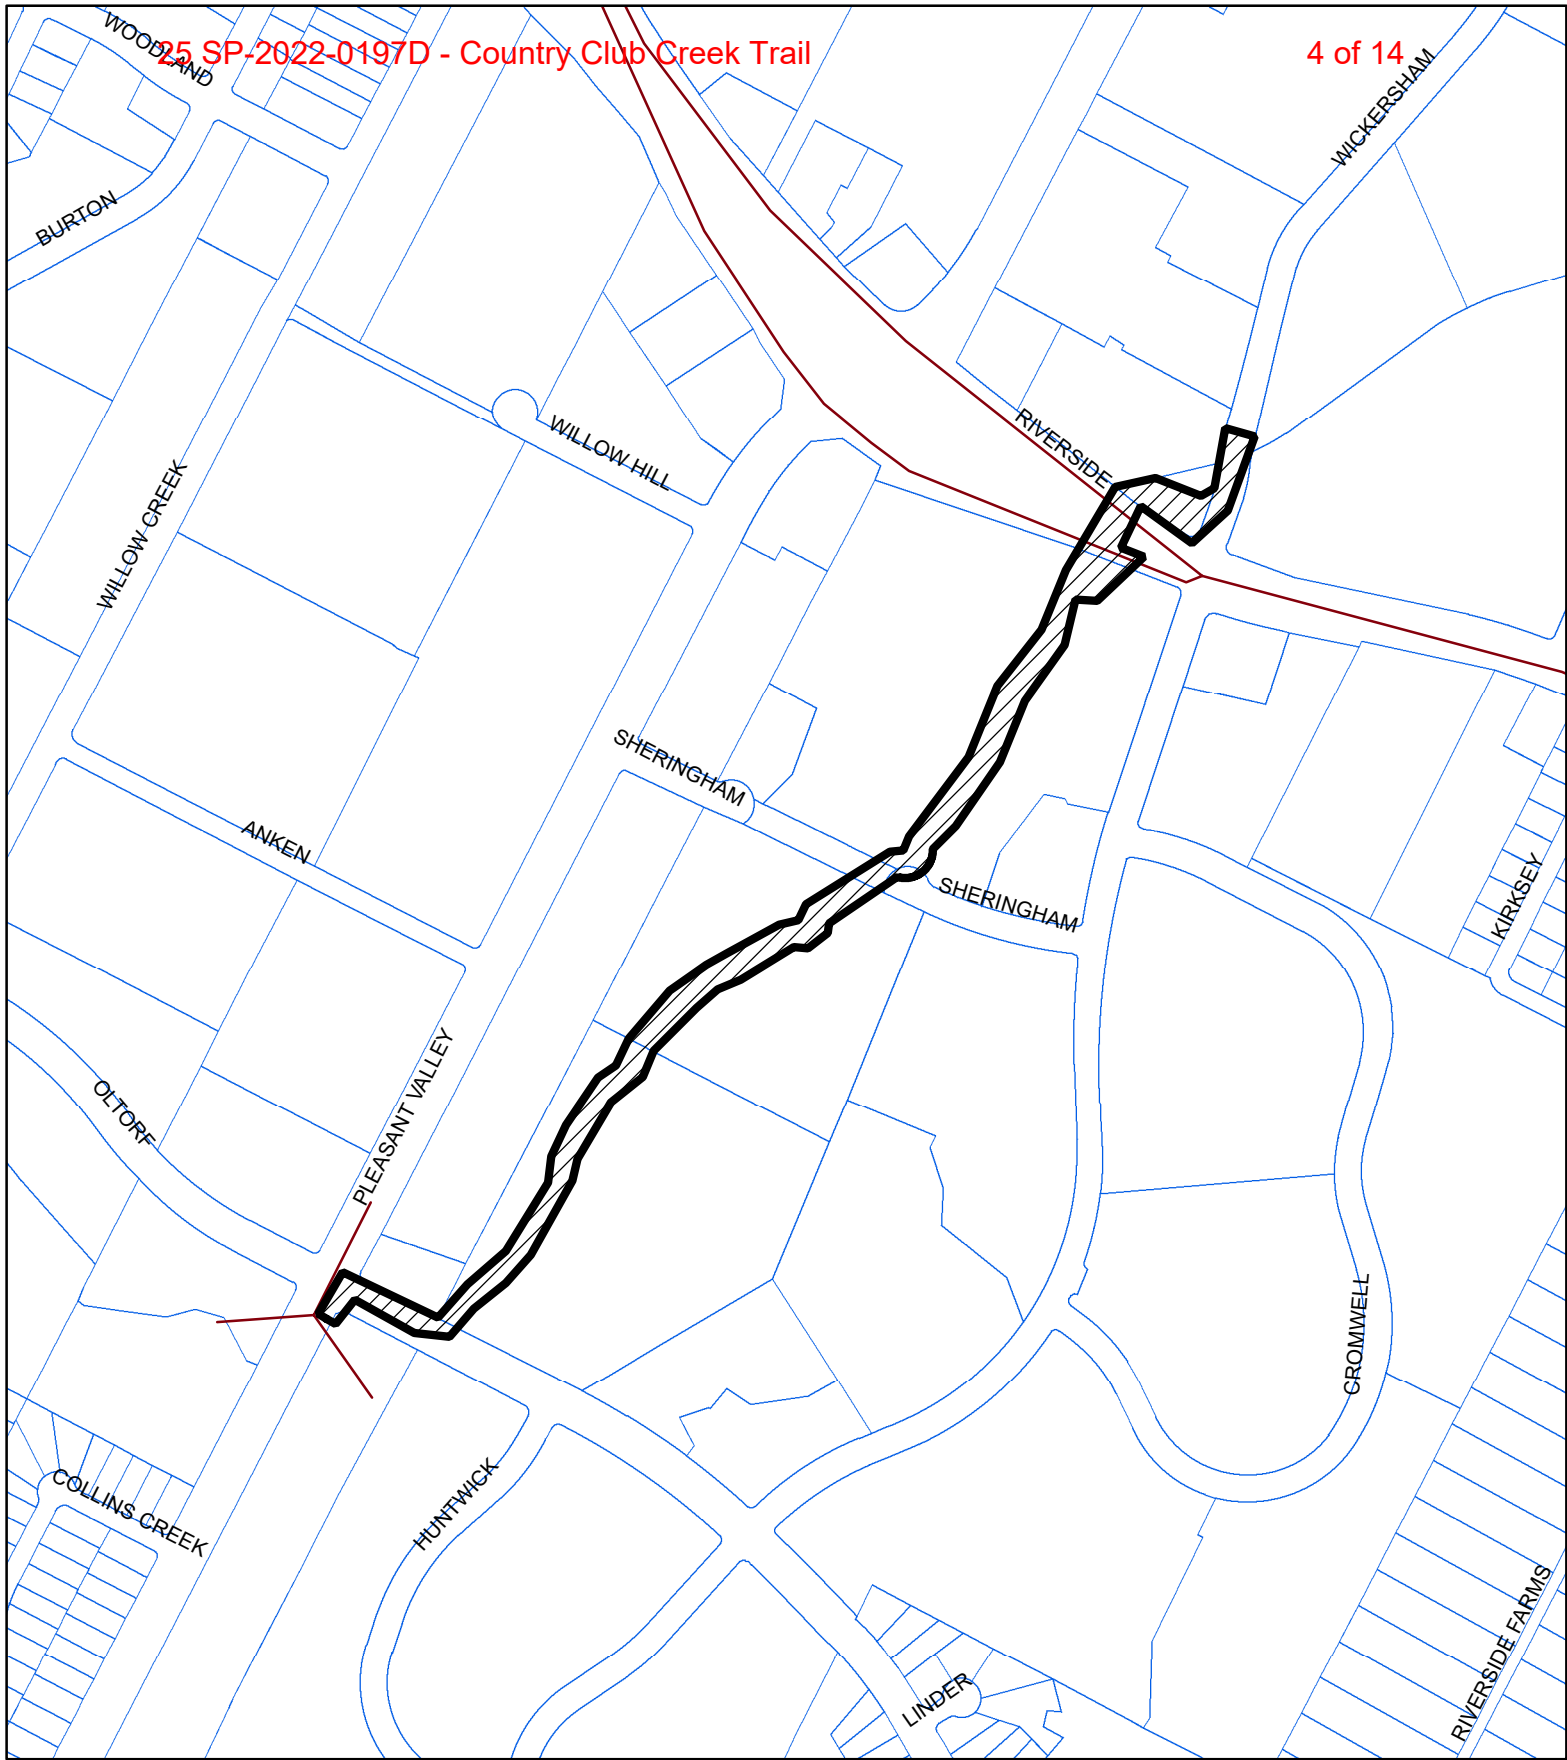 25 SP-2022-0197D - Country Club Creek Trail
4 of 14
WOODLAND
WICKERSHAM
BURTON
RIVERSIDE
WILLOW HILL
WILLOW CREEK
SHERINGHAM
ANKEN
SHERINGHAM
KIRKSEY
OLTORF
PLEASANT VALLEY
CROMWELL
COLLINS CREEK
HUNTWICK
RIVERSIDE FARMS
LINDER